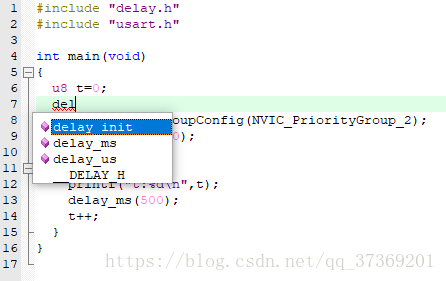 1 #include "delay.h"
2 #include "usart.h"
3
4 int main(void)
5 {
6 u8 t=0;
7 del
8 oupConfig(NVIC_PriorityGroup_2);
delay_init
9 0);
delay_ms
10
delay_us
11
__DELAY_H
12 printf("t:%d\n",t);
13 delay_ms(500);
14 t++;
15 }
16 }
17
https://blog.csdn.net/qq_37369201